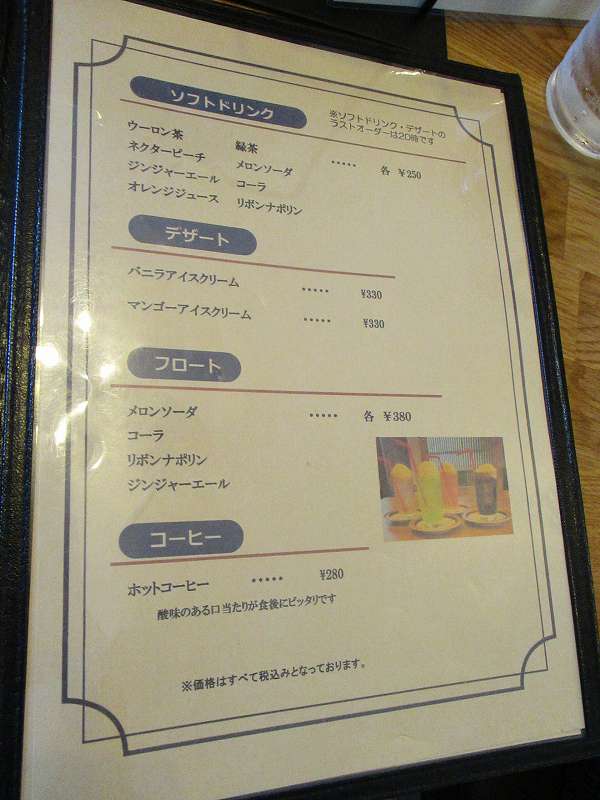 ソフトドリンク
※ソフトドリンク・デザートの
ラストオーダーは20時です
ウーロン茶 緑茶
ネクターピーチ メロンソーダ ••••• 各 ¥250
ジンジャーエール コーラ
オレンジジュース リボンナポリン
デザート
バニラアイスクリーム ••••• ¥330
マンゴーアイスクリーム ••••• ¥330
フロート
メロンソーダ ••••• 各 ¥380
コーラ
リボンナポリン
ジンジャーエール
コーヒー
ホットコーヒー ••••• ¥280
酸味のある口当たりが食後にピッタリです
※価格はすべて税込みとなっております。